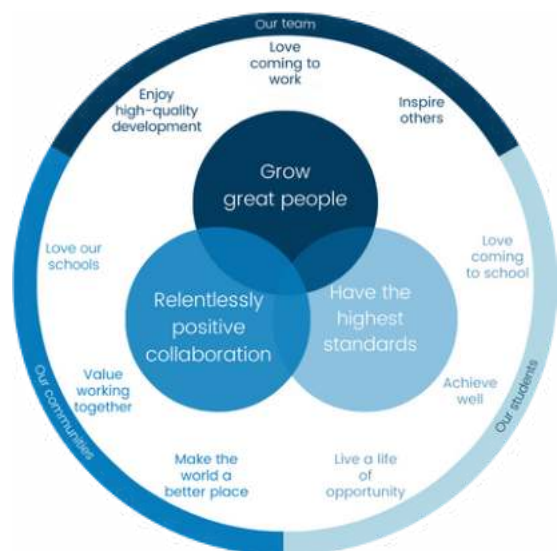 Our team
Love
coming to
work
Enjoy
high-quality
development
Inspire
others
Grow
great people
Love our
schools
Love
coming
to school
Relentlessly
positive
collaboration
Have the
highest
standards
Value
working
together
Achieve
well
Make the
world a
better place
Live a life
of
opportunity
Our communities
Our students